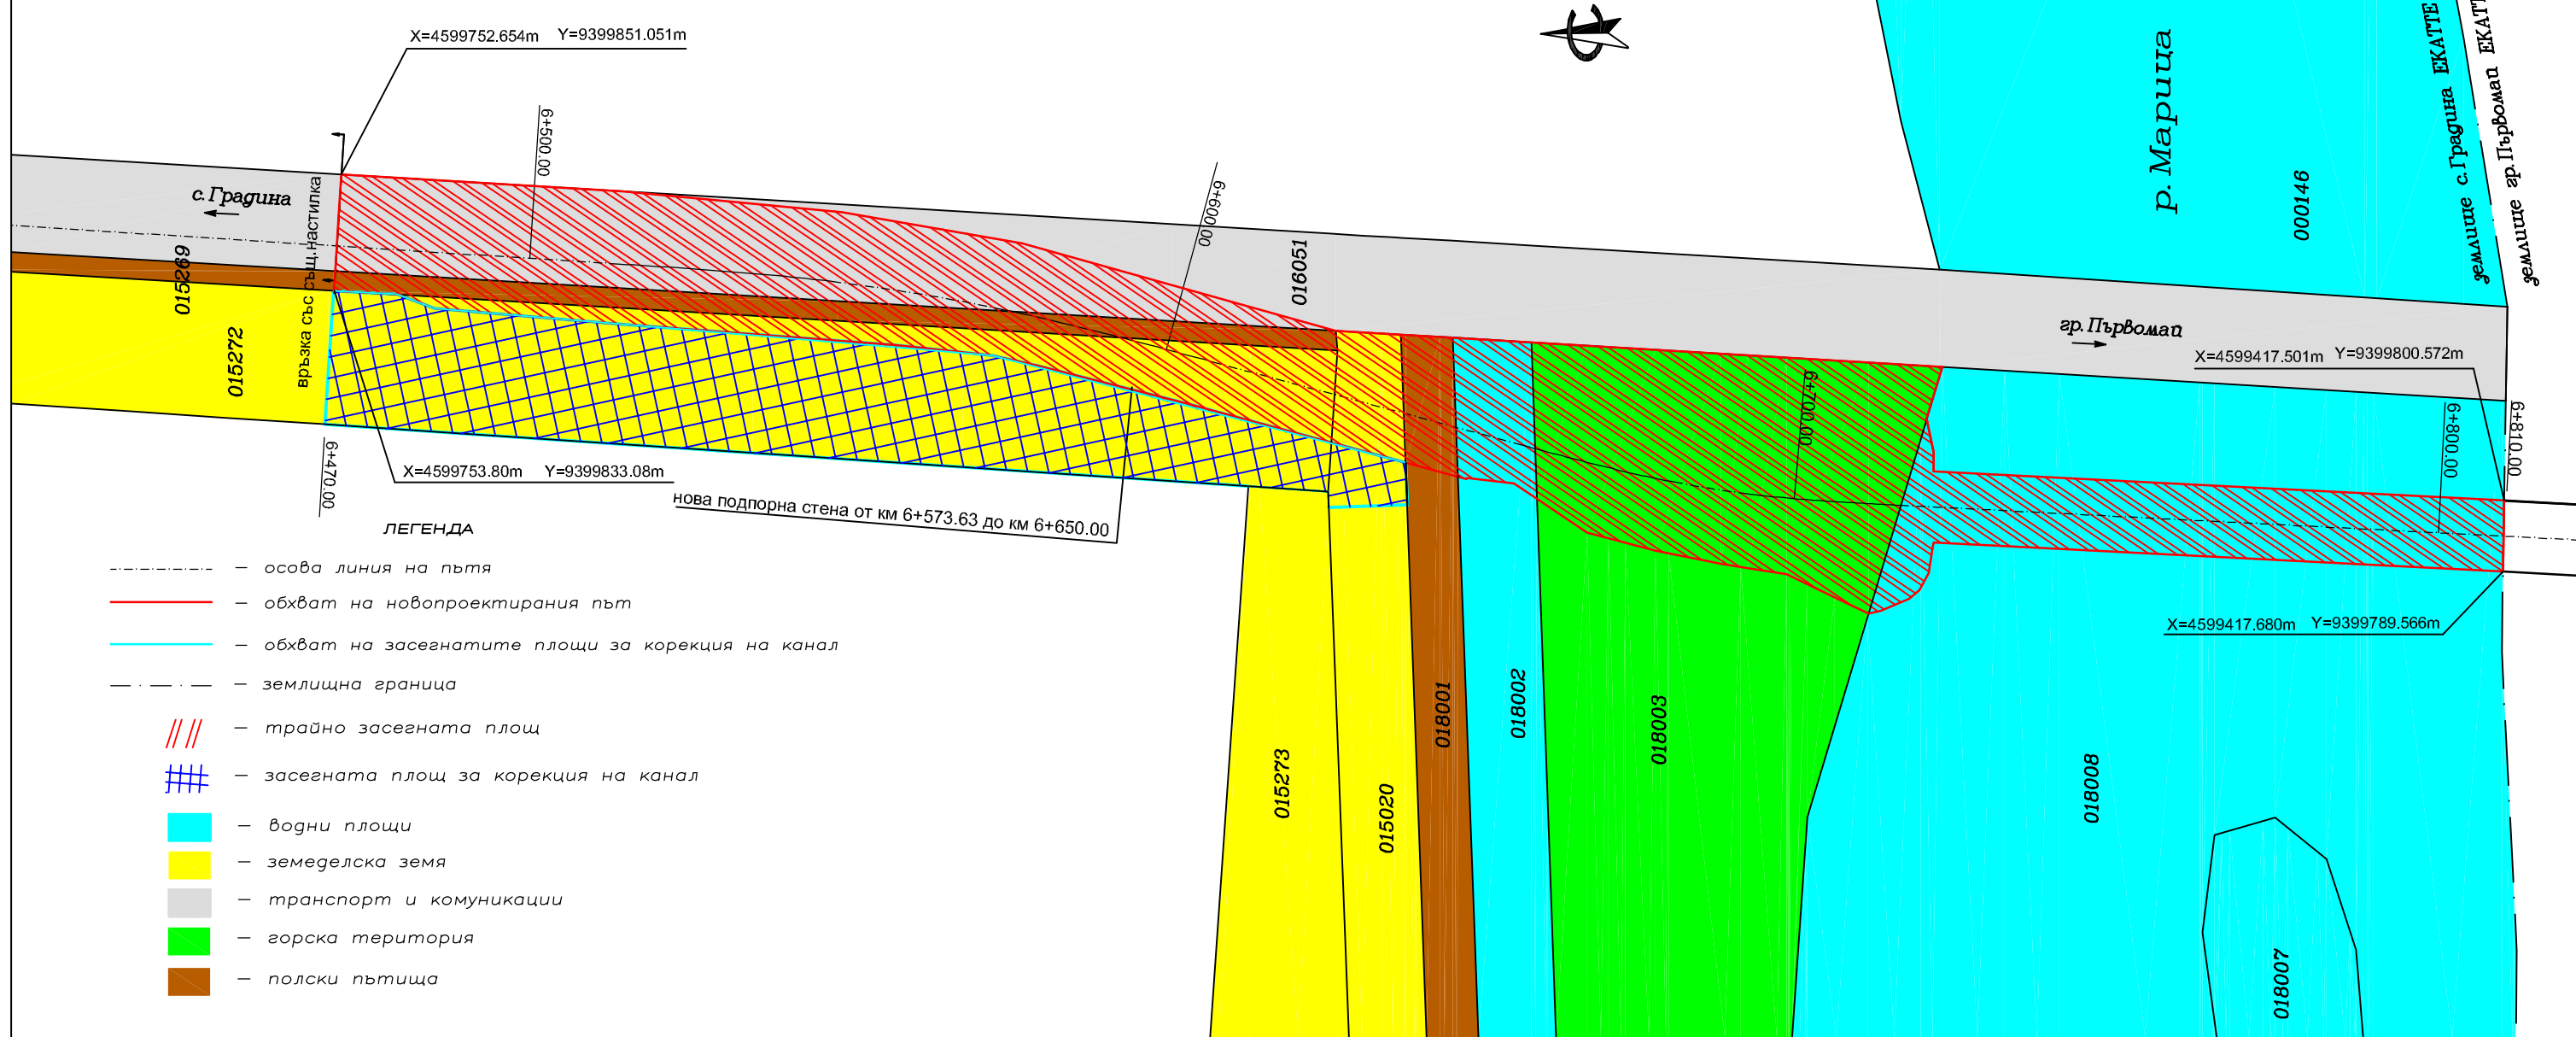 X=4599752.654m Y=9399851.051m
6+500.00
6+600.00
с.Градина
015269
015272
връзка със същ.настилка
016051
р. Марица
000146
землище с.Градина ЕКАТТЕ
землище гр.Първомай
гр.Първомай
X=4599417.501m Y=9399800.572m
6+700.00
6+800.00
6+810.00
6+470.00
X=4599753.80m Y=9399833.08m
нова подпорна стена от км 6+573.63 до км 6+650.00
X=4599417.680m Y=9399789.566m
ЛЕГЕНДА
– осова линия на пътя
– обхват на новопроектирания път
– обхват на засегнатите площи за корекция на канал
– землищна граница
– трайно засегната площ
– засегната площ за корекция на канал
– водни площи
– земеделска земя
– транспорт и комуникации
– горска територия
– полски пътища
015273
015020
018001
018002
018003
018008
018007